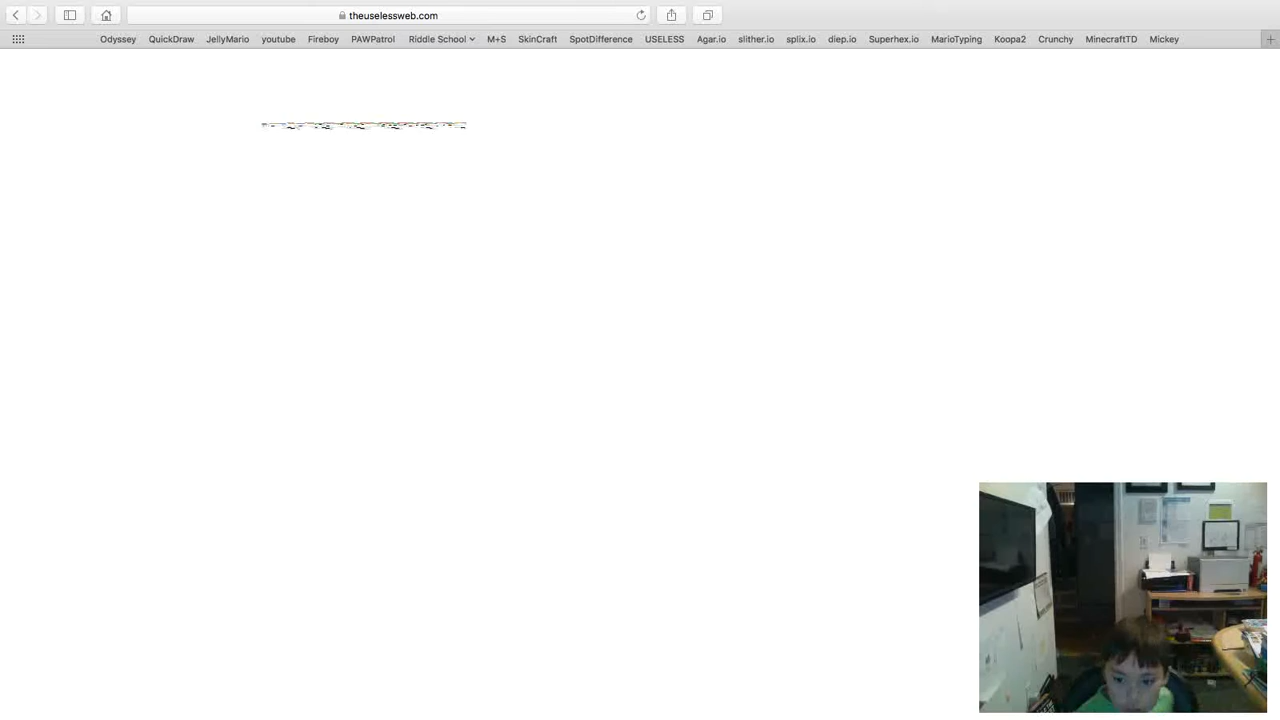 theuselessweb.com
Odyssey QuickDraw JellyMario youtube Fireboy PAWPatrol Riddle School M+S SkinCraft SpotDifference USELESS Agar.io slither.io splix.io diep.io Superhex.io MarioTyping Koopa2 Crunchy MinecraftTD Mickey